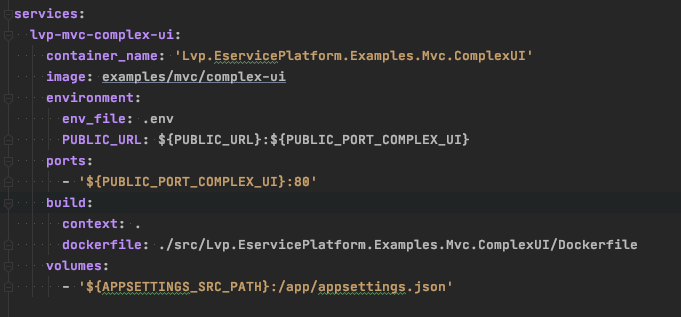 services:
  lvp-mvc-complex-ui:
    container_name: 'Lvp.EservicePlatform.Examples.Mvc.ComplexUI'
    image: examples/mvc/complex-ui
    environment:
      env_file: .env
      PUBLIC_URL: ${PUBLIC_URL}:${PUBLIC_PORT_COMPLEX_UI}
    ports:
      - '${PUBLIC_PORT_COMPLEX_UI}:80'
    build:
      context: .
      dockerfile: ./src/Lvp.EservicePlatform.Examples.Mvc.ComplexUI/Dockerfile
    volumes:
      - '${APPSETTINGS_SRC_PATH}:/app/appsettings.json'